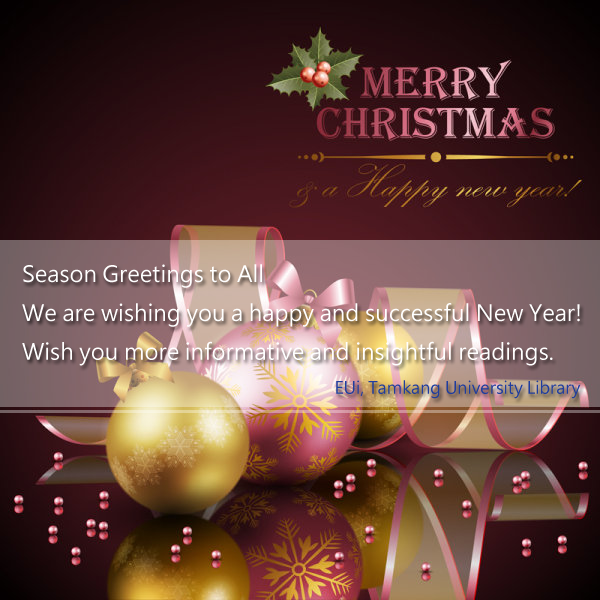 MERRY
CHRISTMAS
& a Happy new year!
Season Greetings to All
We are wishing you a happy and successful New Year!
Wish you more informative and insightful readings.
EUi, Tamkang University Library